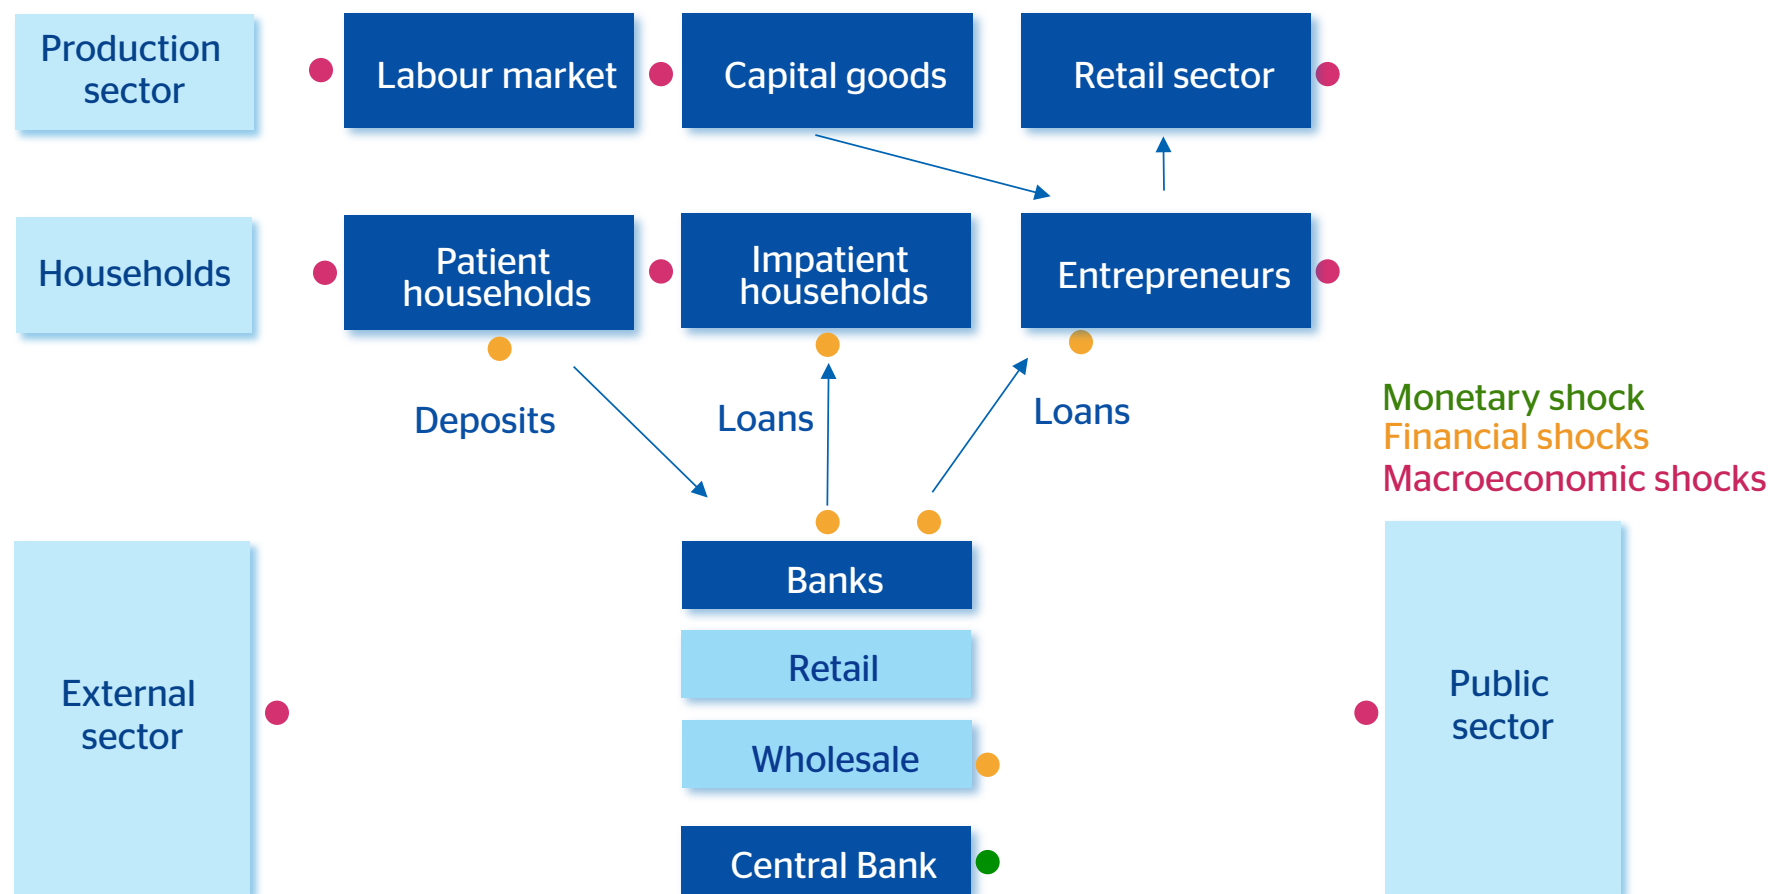 Production
sector
Labour market
Capital goods
Retail sector
Households
Patient
households
Impatient
households
Entrepreneurs
Deposits
Loans
Loans
Monetary shock
Financial shocks
Macroeconomic shocks
External
sector
Banks
Retail
Wholesale
Central Bank
Public
sector